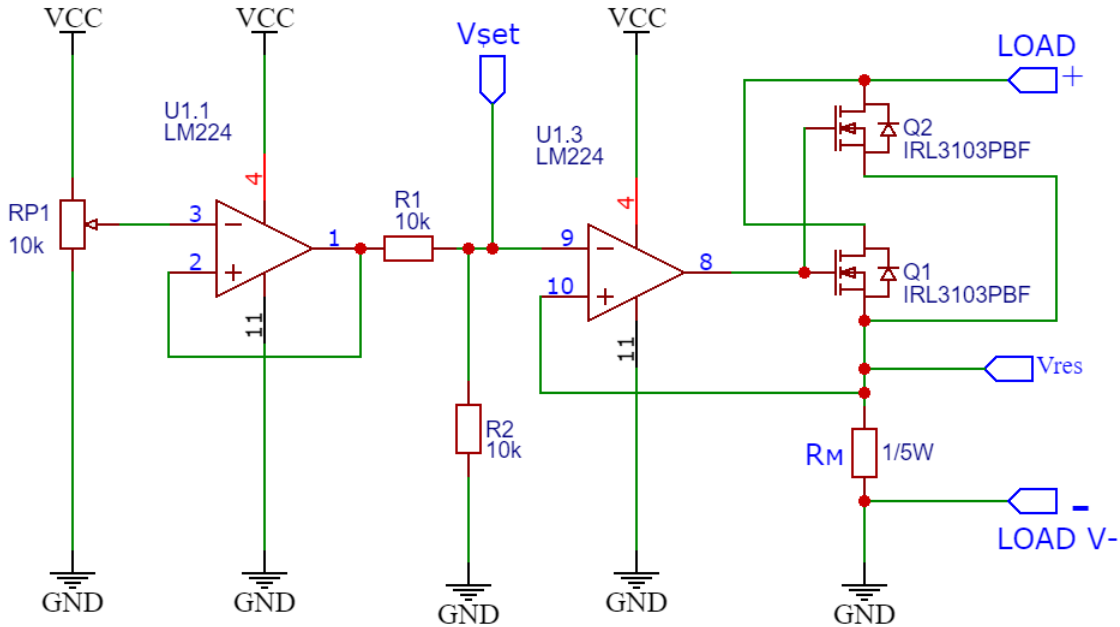 VCC
VCC
VCC
Vset
LOAD
+
U1.1
LM224
U1.3
LM224
Q2
IRL3103PBF
4
4
RP1
10k
3
−
2
+
1
11
R1
10k
9
−
10
+
8
11
Q1
IRL3103PBF
Vres
R2
10k
RM
1/5W
-
LOAD V-
GND
GND
GND
GND
GND